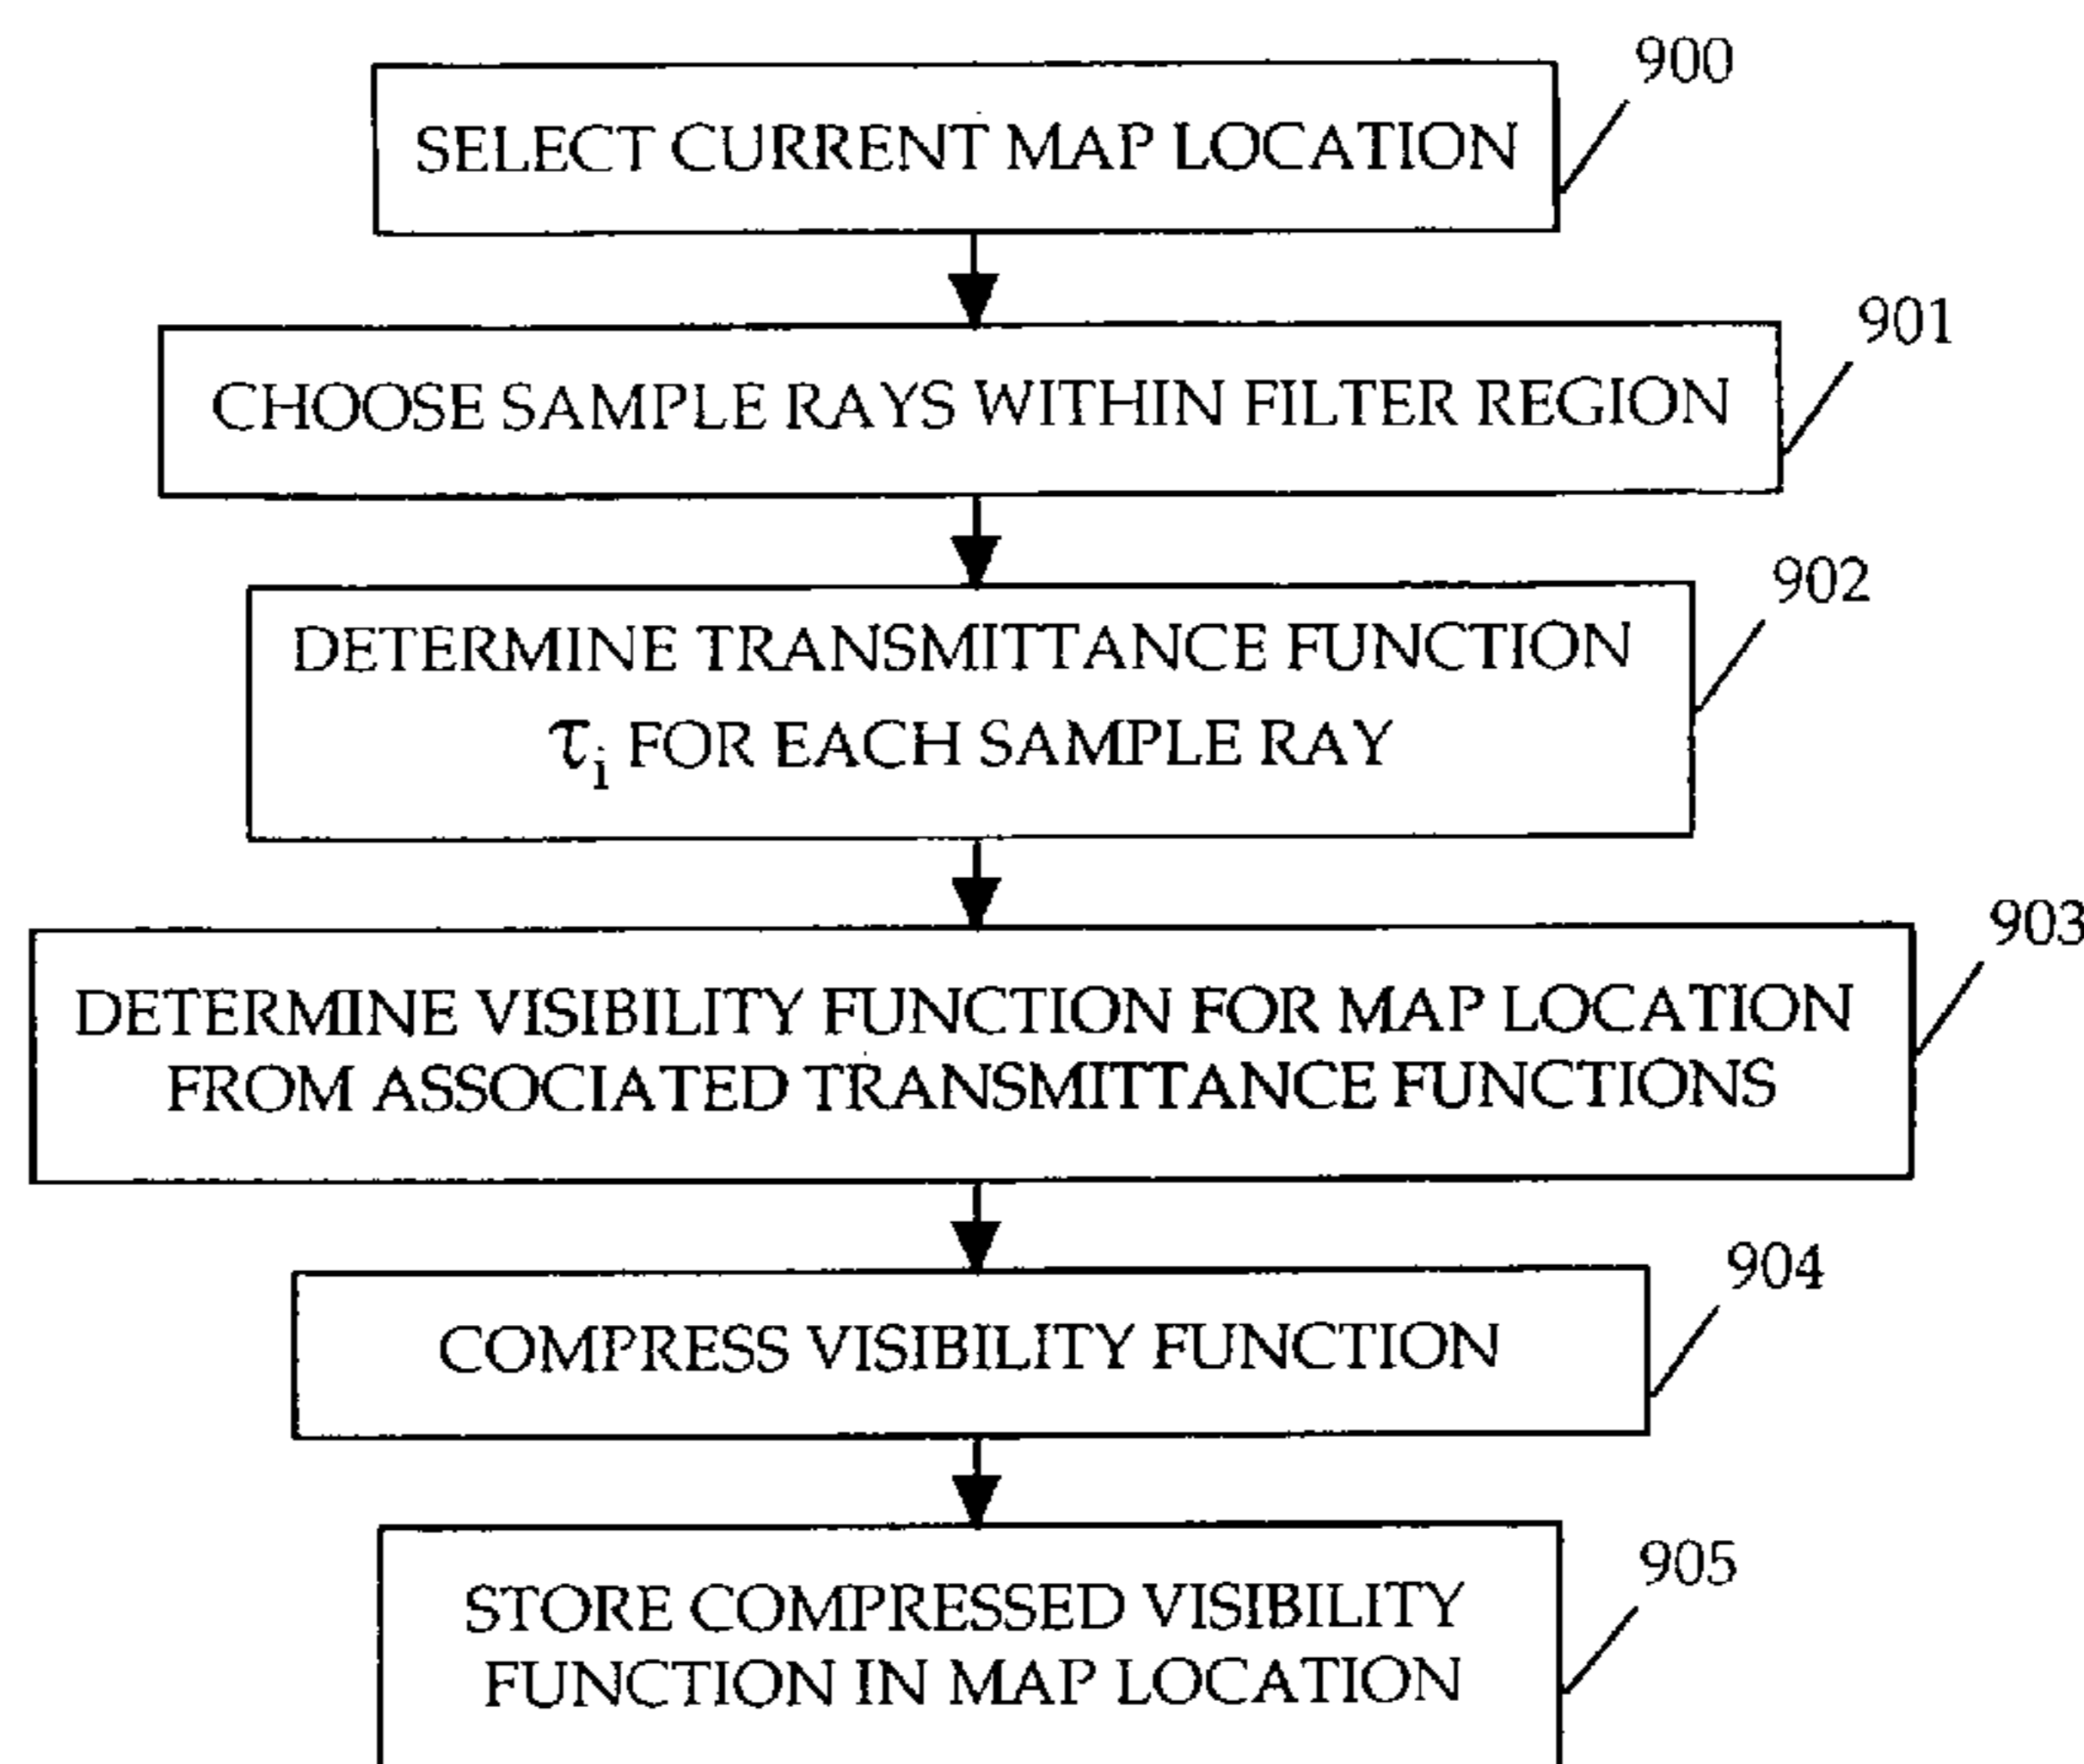 900
SELECT CURRENT MAP LOCATION
901
CHOOSE SAMPLE RAYS WITHIN FILTER REGION
902
DETERMINE TRANSMITTANCE FUNCTION
τi FOR EACH SAMPLE RAY
903
DETERMINE VISIBILITY FUNCTION FOR MAP LOCATION
FROM ASSOCIATED TRANSMITTANCE FUNCTIONS
904
COMPRESS VISIBILITY FUNCTION
905
STORE COMPRESSED VISIBILITY
FUNCTION IN MAP LOCATION